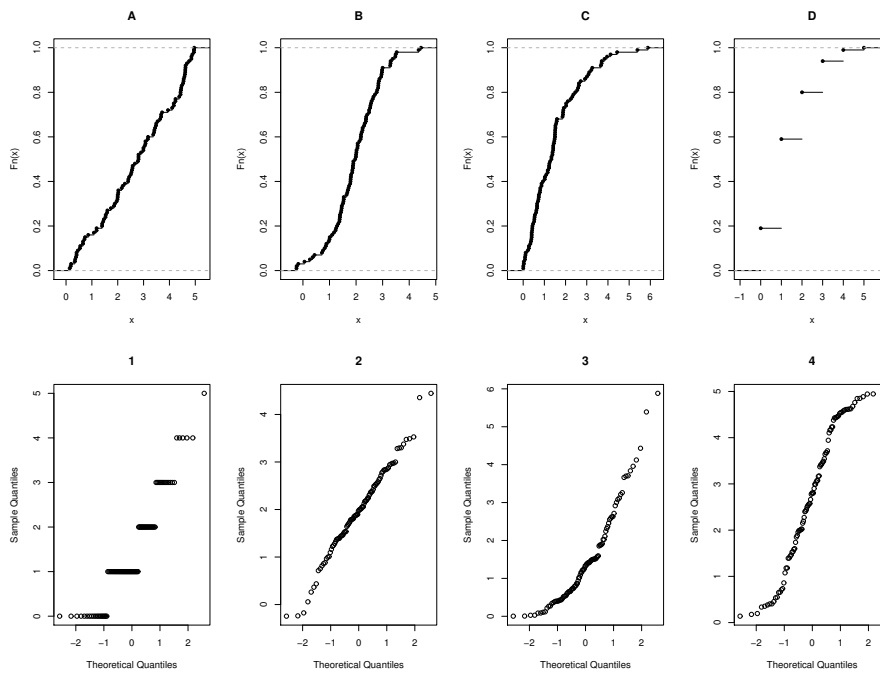 A
B
C
D
Fn(x)
0.0 0.2 0.4 0.6 0.8 1.0
0 1 2 3 4 5
x
Fn(x)
0.0 0.2 0.4 0.6 0.8 1.0
0 1 2 3 4 5
x
Fn(x)
0.0 0.2 0.4 0.6 0.8 1.0
0 1 2 3 4 5 6
x
Fn(x)
0.0 0.2 0.4 0.6 0.8 1.0
-1 0 1 2 3 4 5
x
1
2
3
4
Sample Quantiles
0 1 2 3 4 5
-2 -1 0 1 2
Theoretical Quantiles
Sample Quantiles
0 1 2 3 4
-2 -1 0 1 2
Theoretical Quantiles
Sample Quantiles
0 1 2 3 4 5 6
-2 -1 0 1 2
Theoretical Quantiles
Sample Quantiles
0 1 2 3 4 5
-2 -1 0 1 2
Theoretical Quantiles